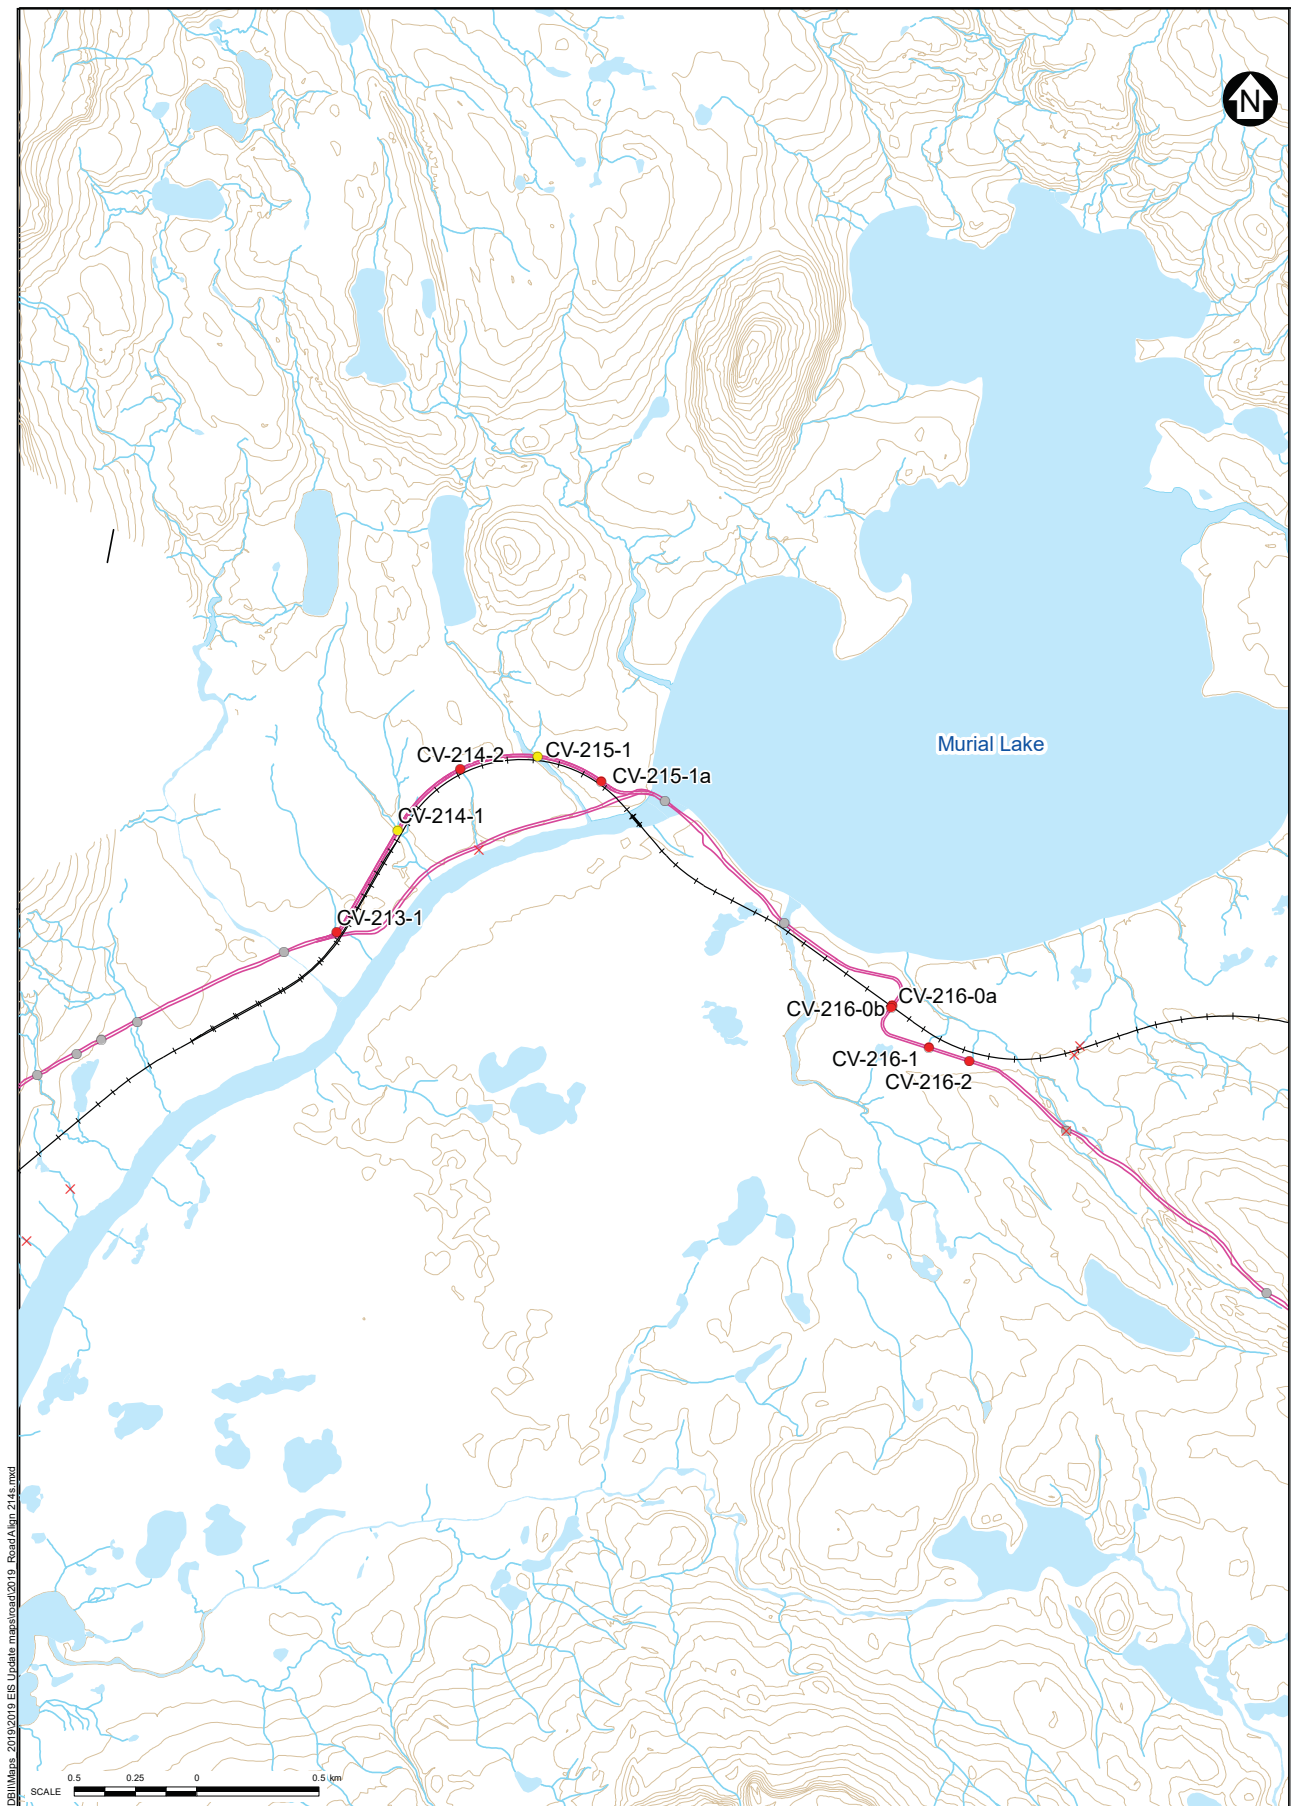 N
Murial Lake
CV-214-2
CV-215-1
CV-215-1a
CV-214-1
CV-213-1
CV-216-0a
CV-216-0b
CV-216-1
CV-216-2
DBII\Maps_2019\2019 EIS Update maps\road\2019_RoadAlign 214s.mxd
0.5 0.25 0 0.5 km
SCALE